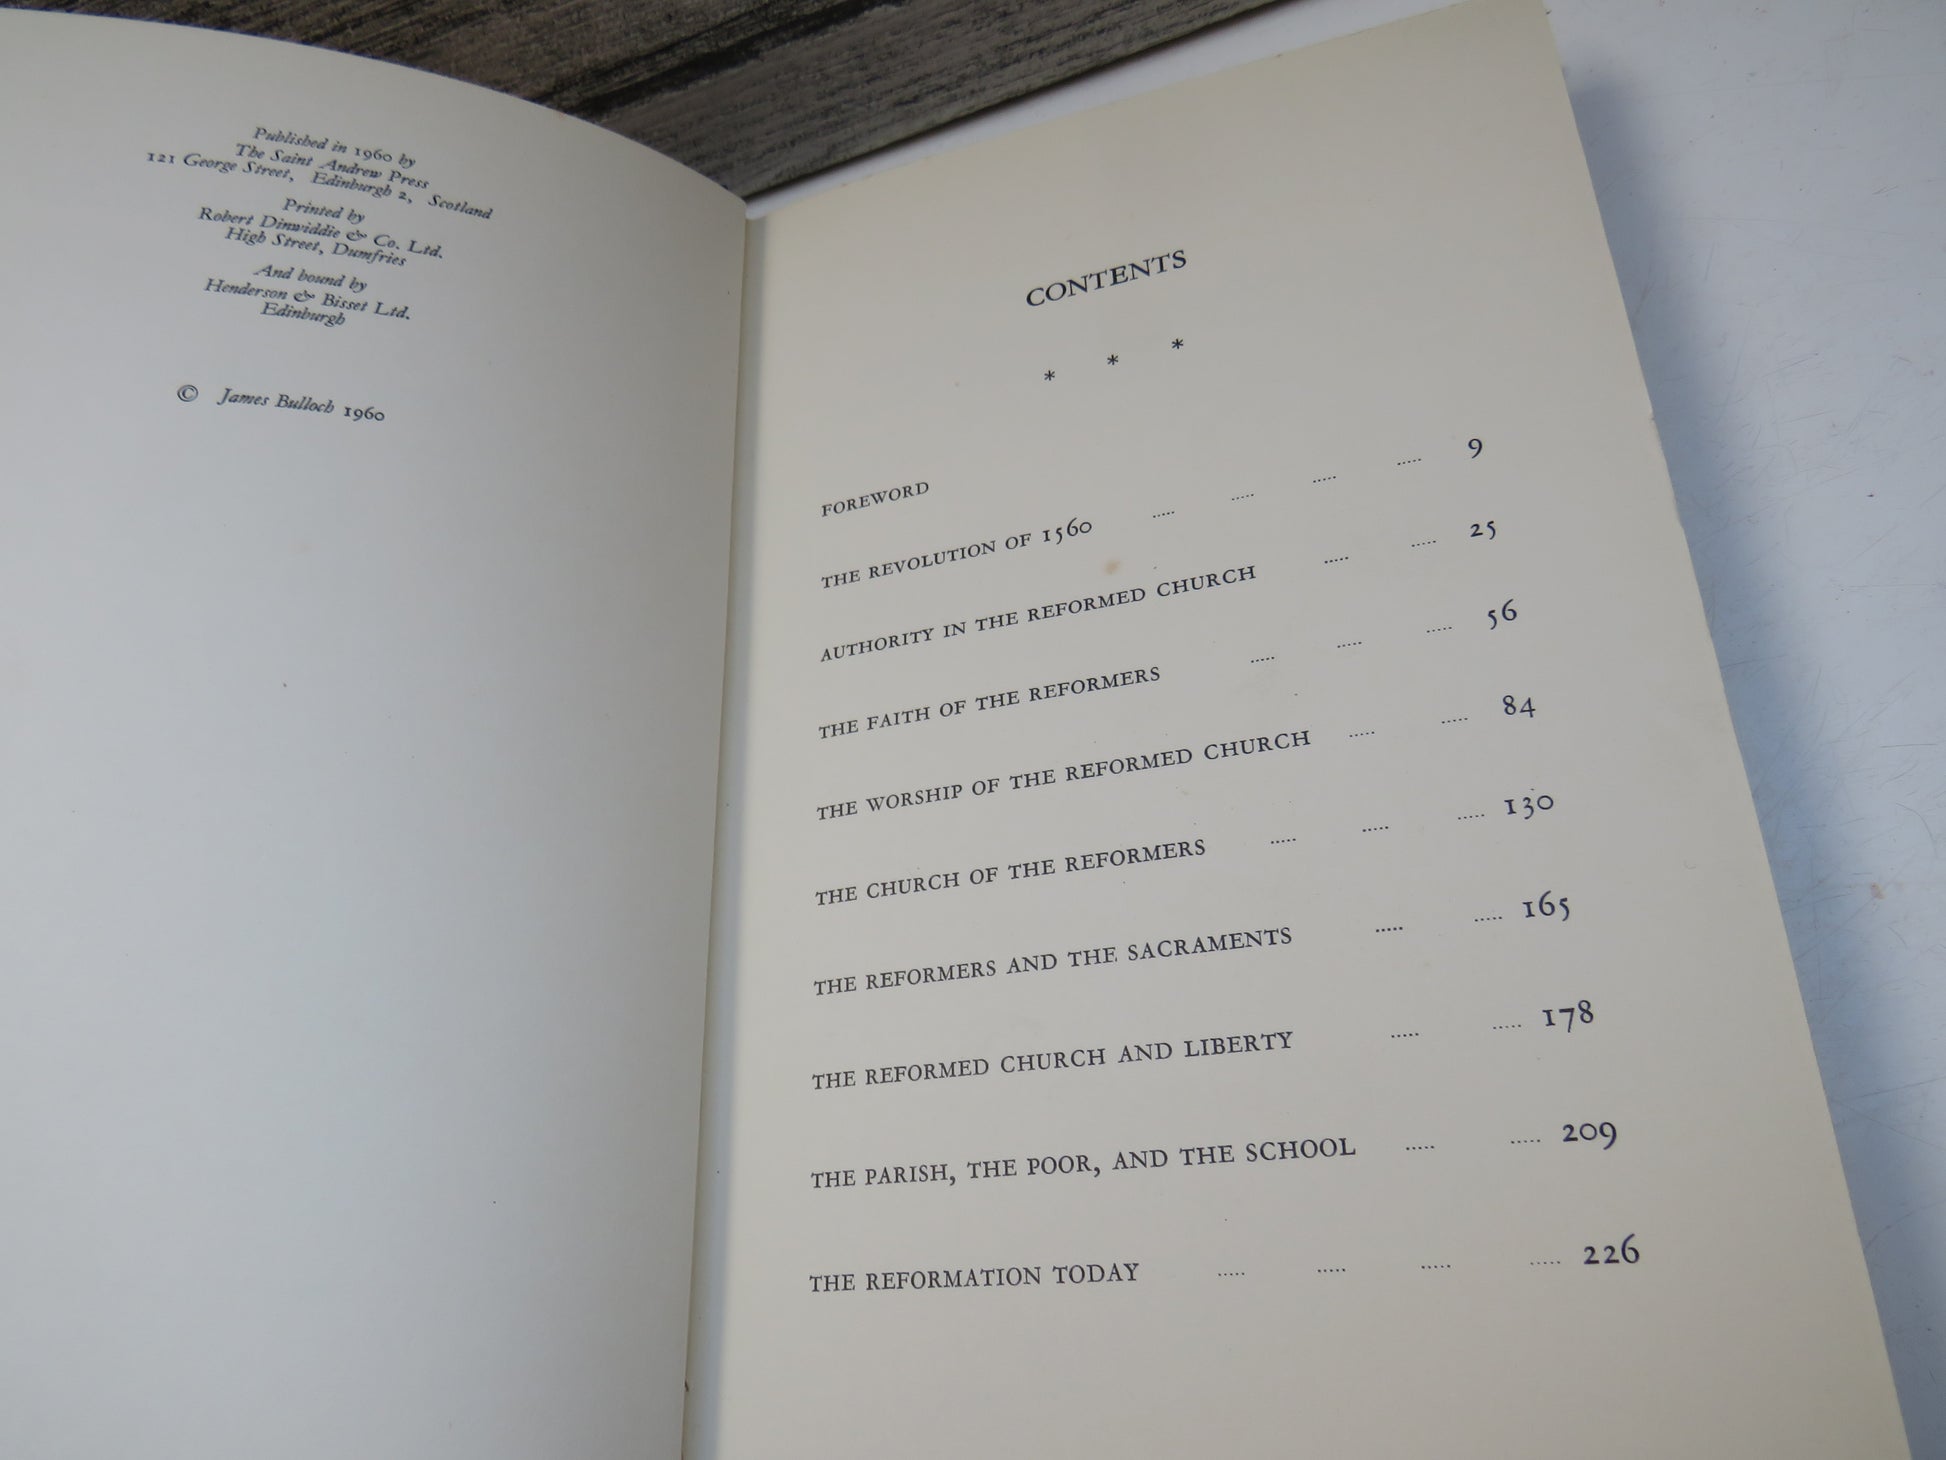 Published in 1960 by
The Saint Andrew Press
121 George Street, Edinburgh 2, Scotland
Printed by
Robert Dinwiddie & Co. Ltd.
High Street, Dumfries
And bound by
Henderson & Bisset Ltd.
Edinburgh
© James Bulloch 1960
CONTENTS
* * *
FOREWORD
THE REVOLUTION OF 1560 ..... ..... ..... ..... 9
AUTHORITY IN THE REFORMED CHURCH ..... ..... 25
THE FAITH OF THE REFORMERS ..... ..... ..... 56
THE WORSHIP OF THE REFORMED CHURCH ..... ..... 84
THE CHURCH OF THE REFORMERS ..... ..... ..... 130
THE REFORMERS AND THE SACRAMENTS ..... ..... 165
THE REFORMED CHURCH AND LIBERTY ..... ..... 178
THE PARISH, THE POOR, AND THE SCHOOL ..... ..... 209
THE REFORMATION TODAY ..... ..... ..... ..... 226